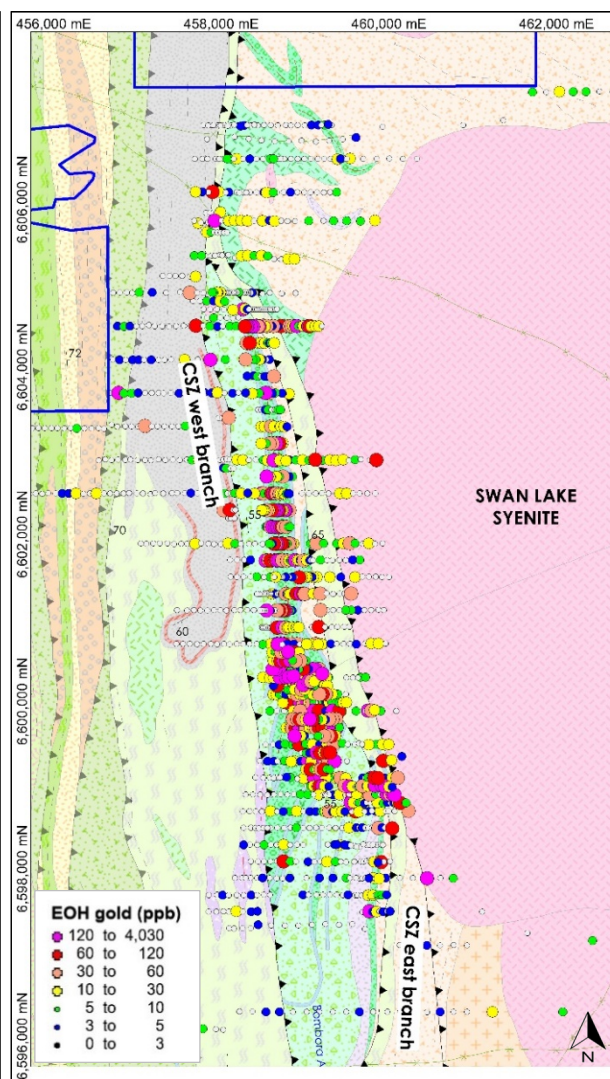 456,000 mE
458,000 mE
460,000 mE
462,000 mE
6,606,000 mN
6,604,000 mN
6,602,000 mN
6,600,000 mN
6,598,000 mN
6,596,000 mN
72
CSZ west branch
55
65
SWAN LAKE
SYENITE
70
60
55
CSZ east branch
Bombora A
EOH gold (ppb)
120 to 4,030
60 to 120
30 to 60
10 to 30
5 to 10
3 to 5
0 to 3
N